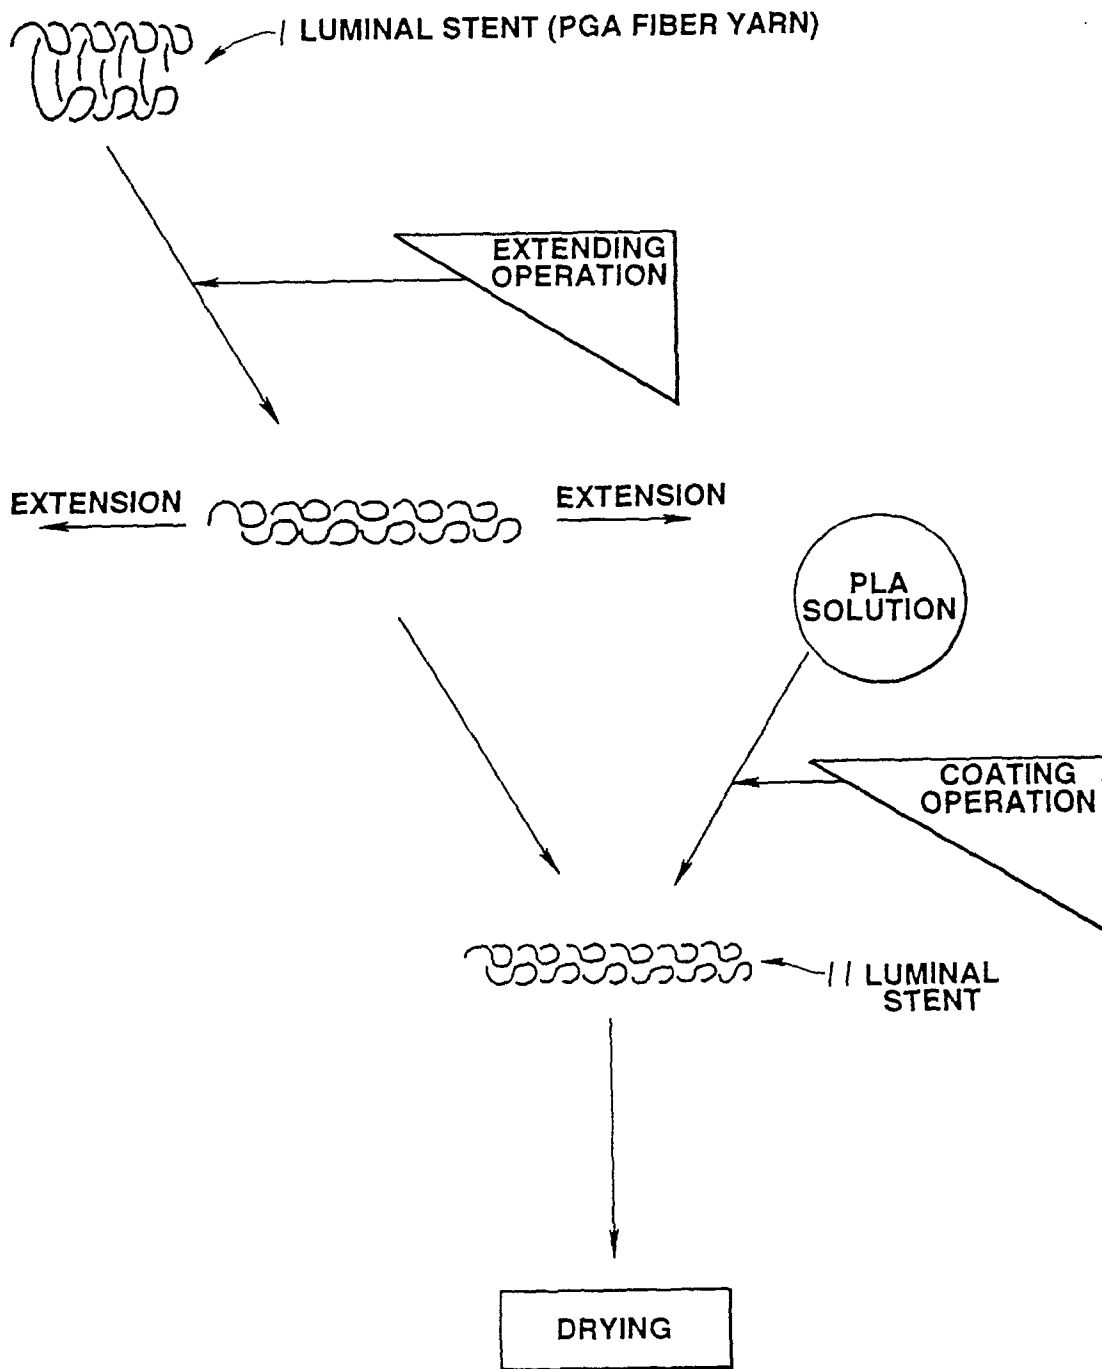 1 LUMINAL STENT (PGA FIBER YARN)
EXTENDING
OPERATION
EXTENSION
EXTENSION
PLA
SOLUTION
COATING
OPERATION
11 LUMINAL
STENT
DRYING